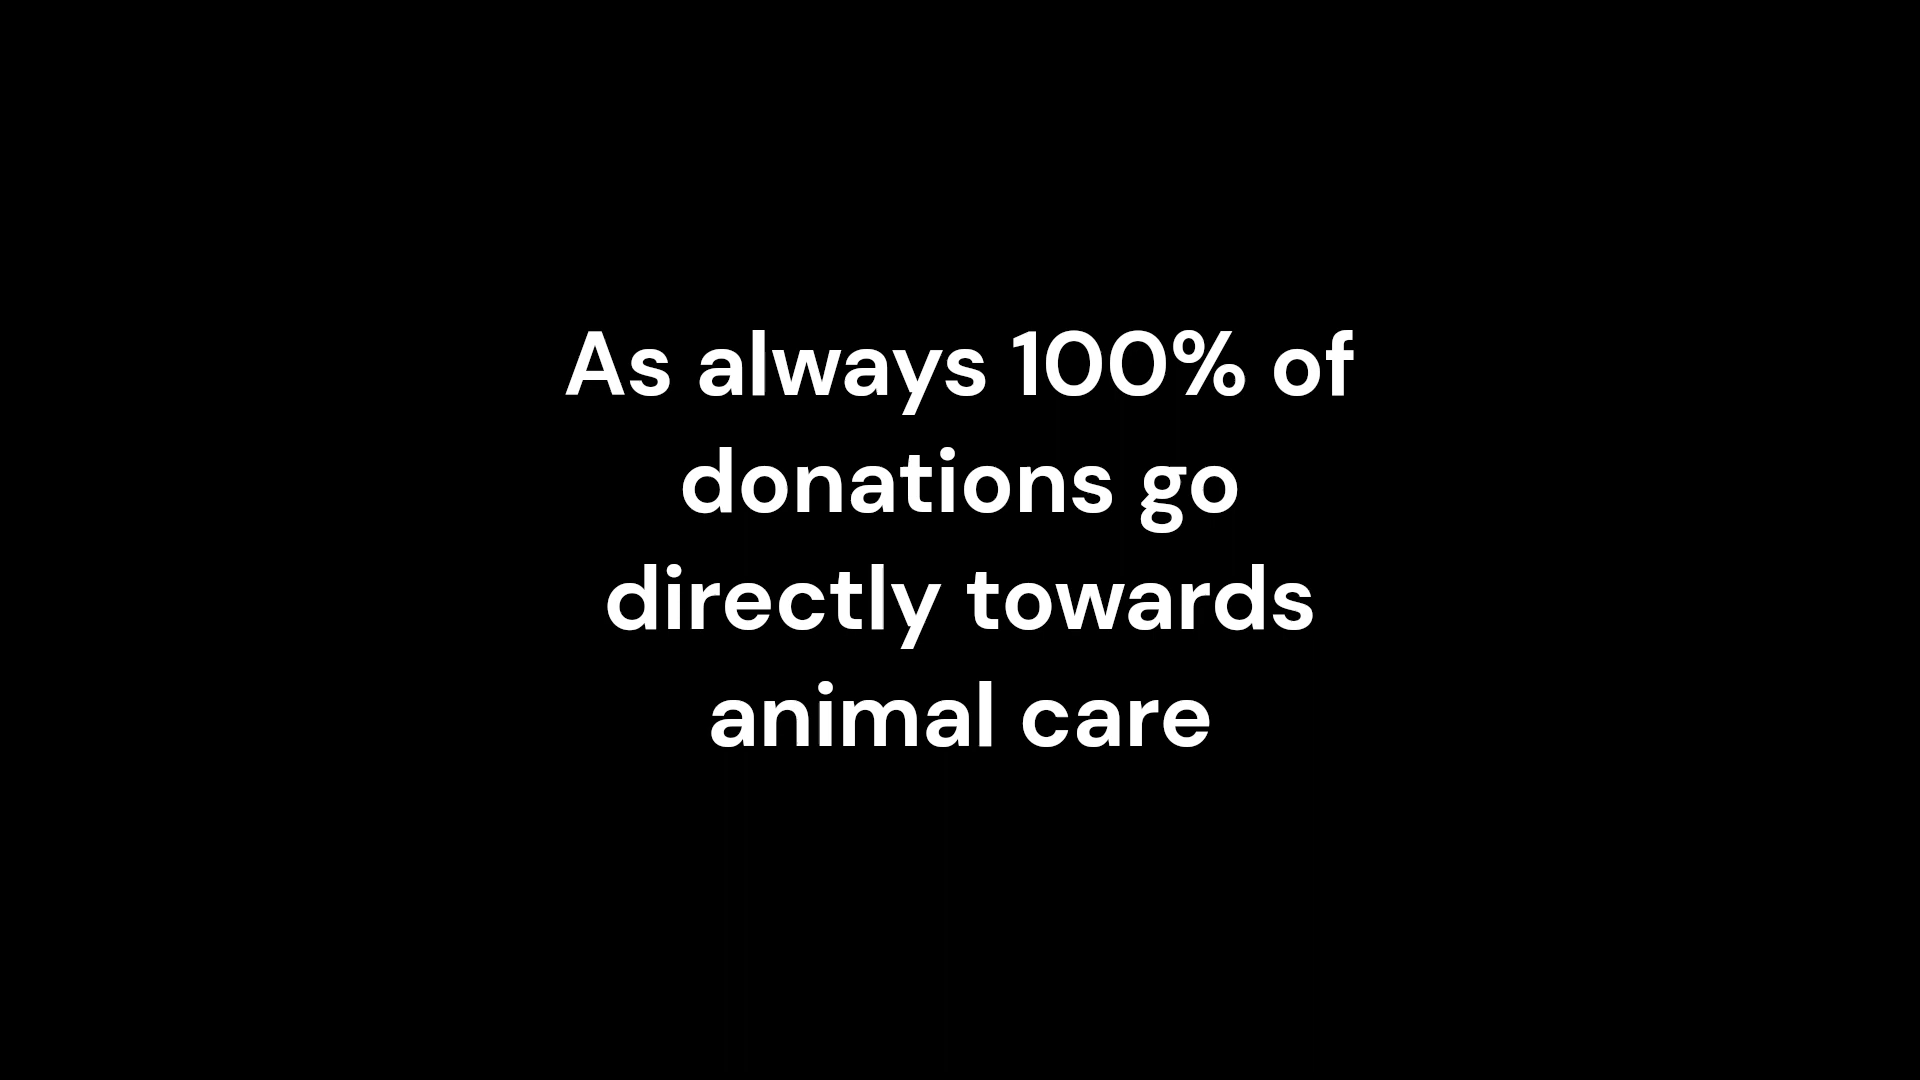 As always 100% of
donations go
directly towards
animal care